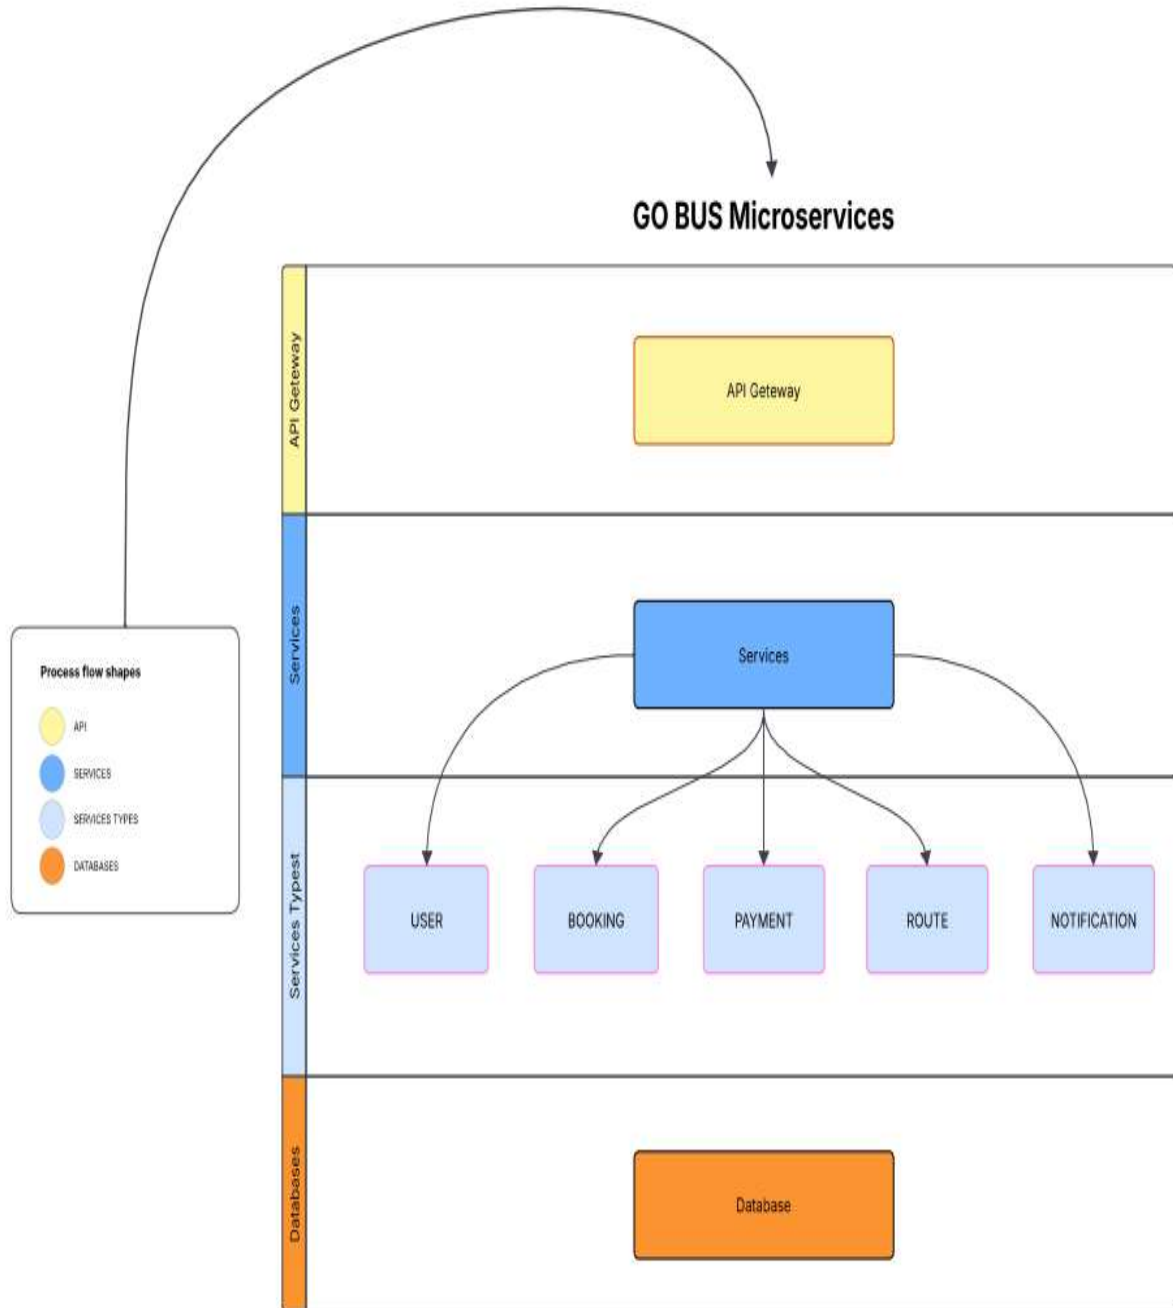 GO BUS Microservices
API Geteway
API Geteway
Services
Services
Process flow shapes
API
SERVICES
SERVICES TYPES
DATABASES
Services Typest
USER
BOOKING
PAYMENT
ROUTE
NOTIFICATION
Databases
Database